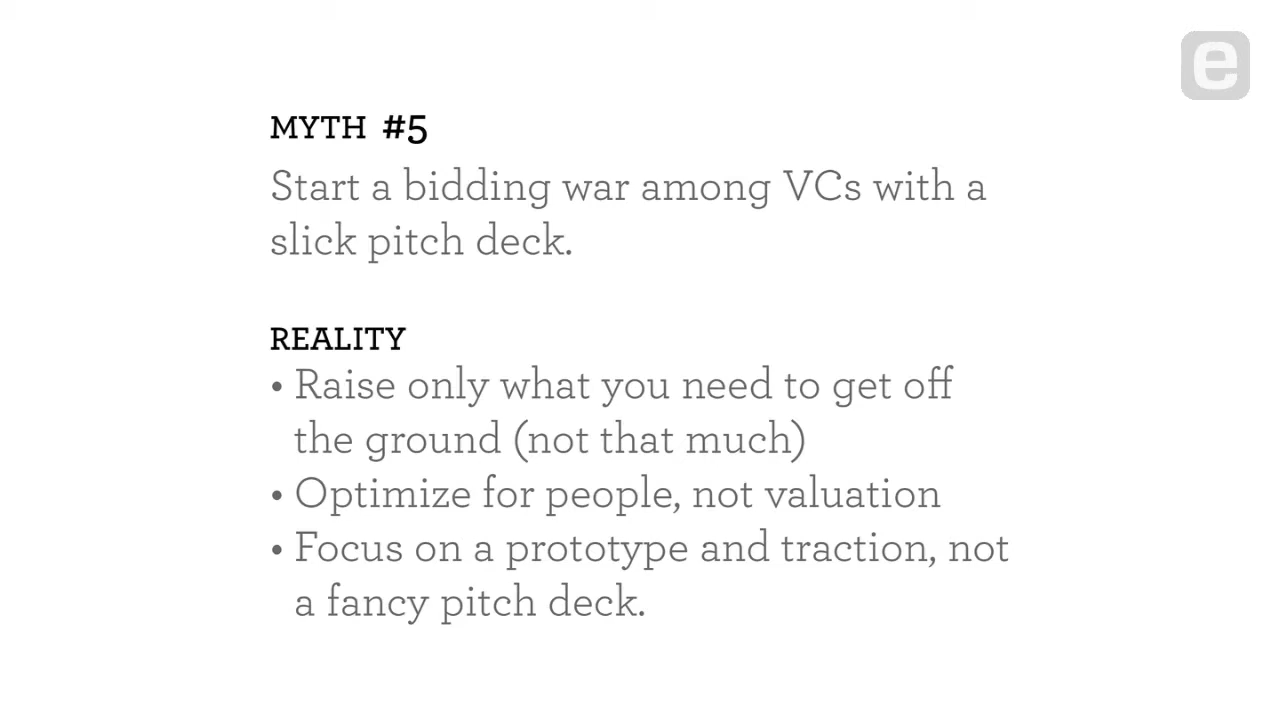 e
MYTH #5
Start a bidding war among VCs with a
slick pitch deck.
REALITY
• Raise only what you need to get off
the ground (not that much)
• Optimize for people, not valuation
• Focus on a prototype and traction, not
a fancy pitch deck.